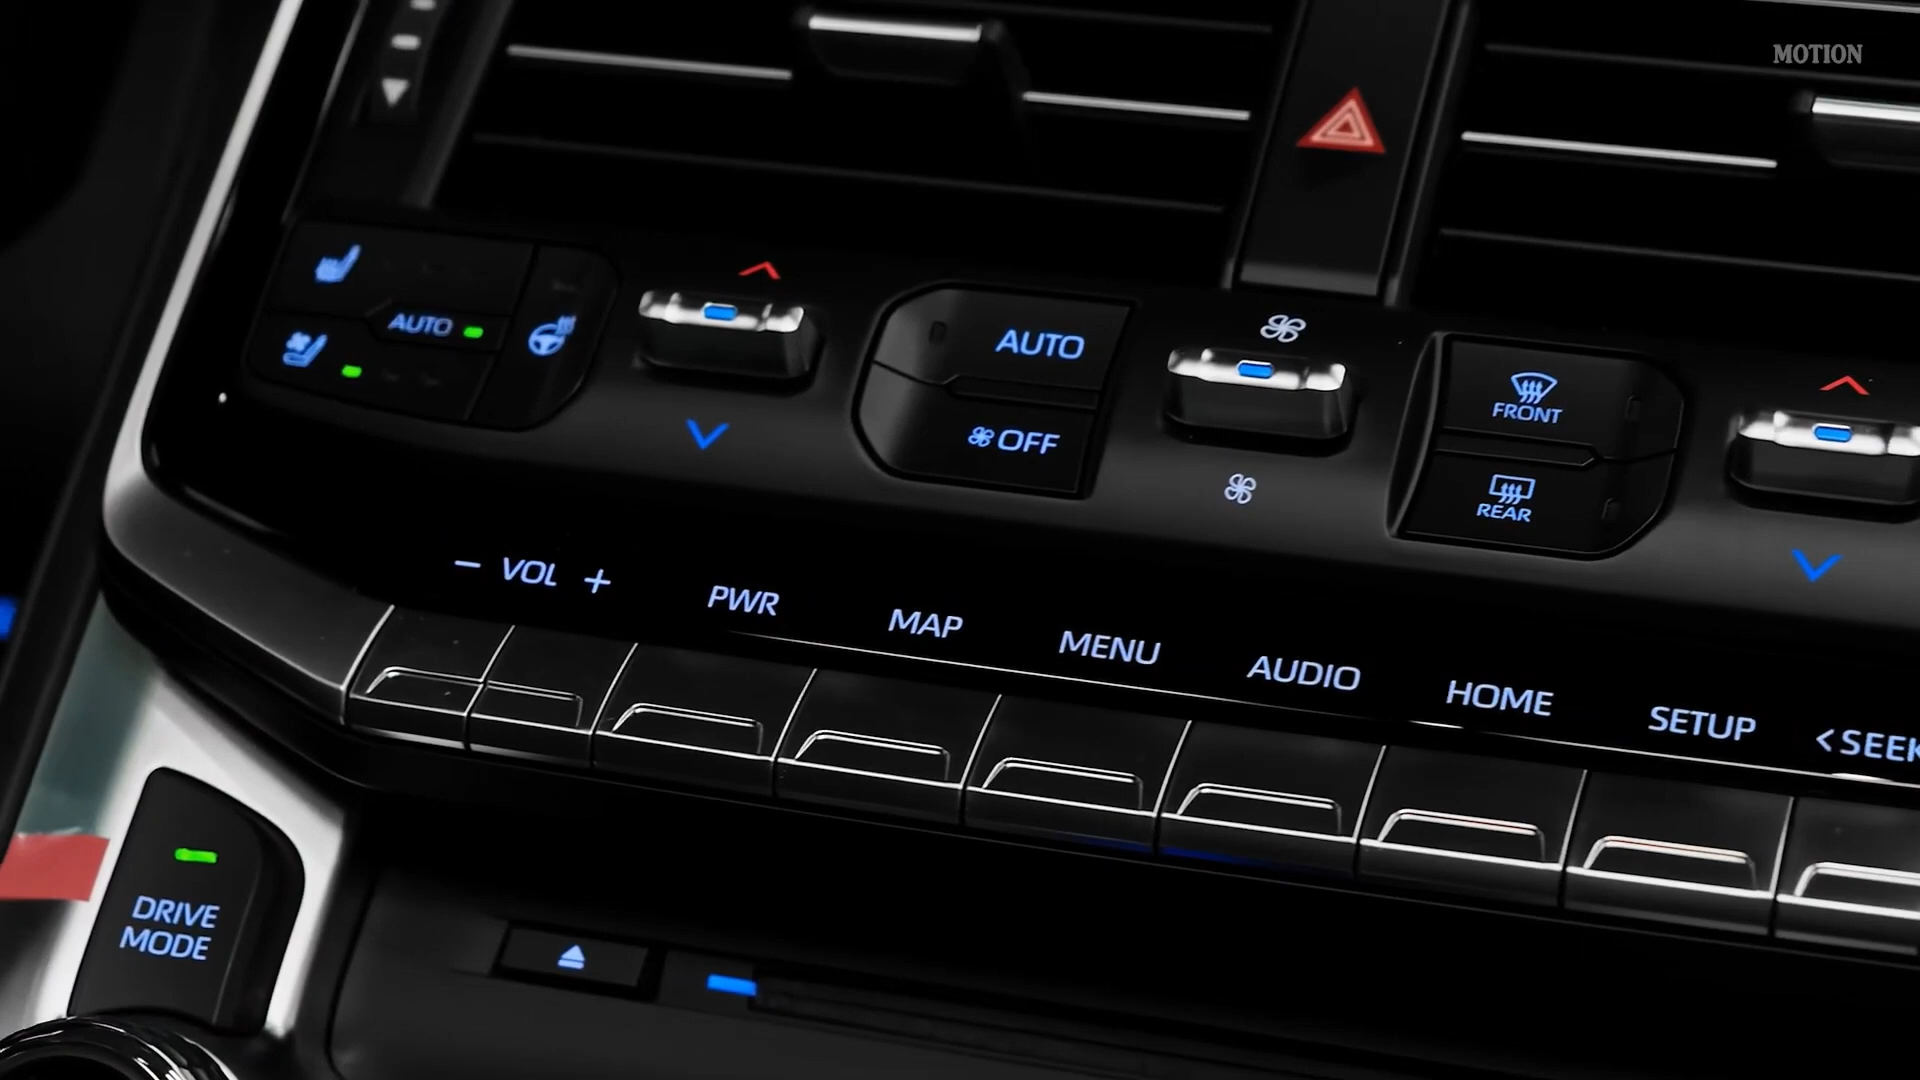 MOTION
AUTO
AUTO
OFF
FRONT
REAR
- VOL +
PWR
MAP
MENU
AUDIO
HOME
SETUP
<SEEK
DRIVE
MODE